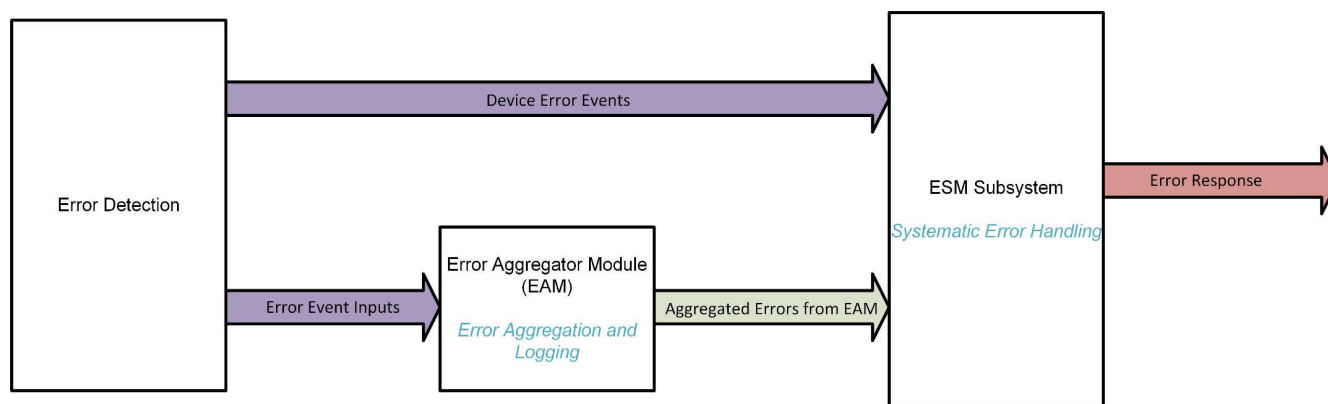 Device Error Events
Error Detection
ESM Subsystem
Systematic Error Handling
Error Response
Error Event Inputs
Error Aggregator Module
(EAM)
Error Aggregation and
Logging
Aggregated Errors from EAM